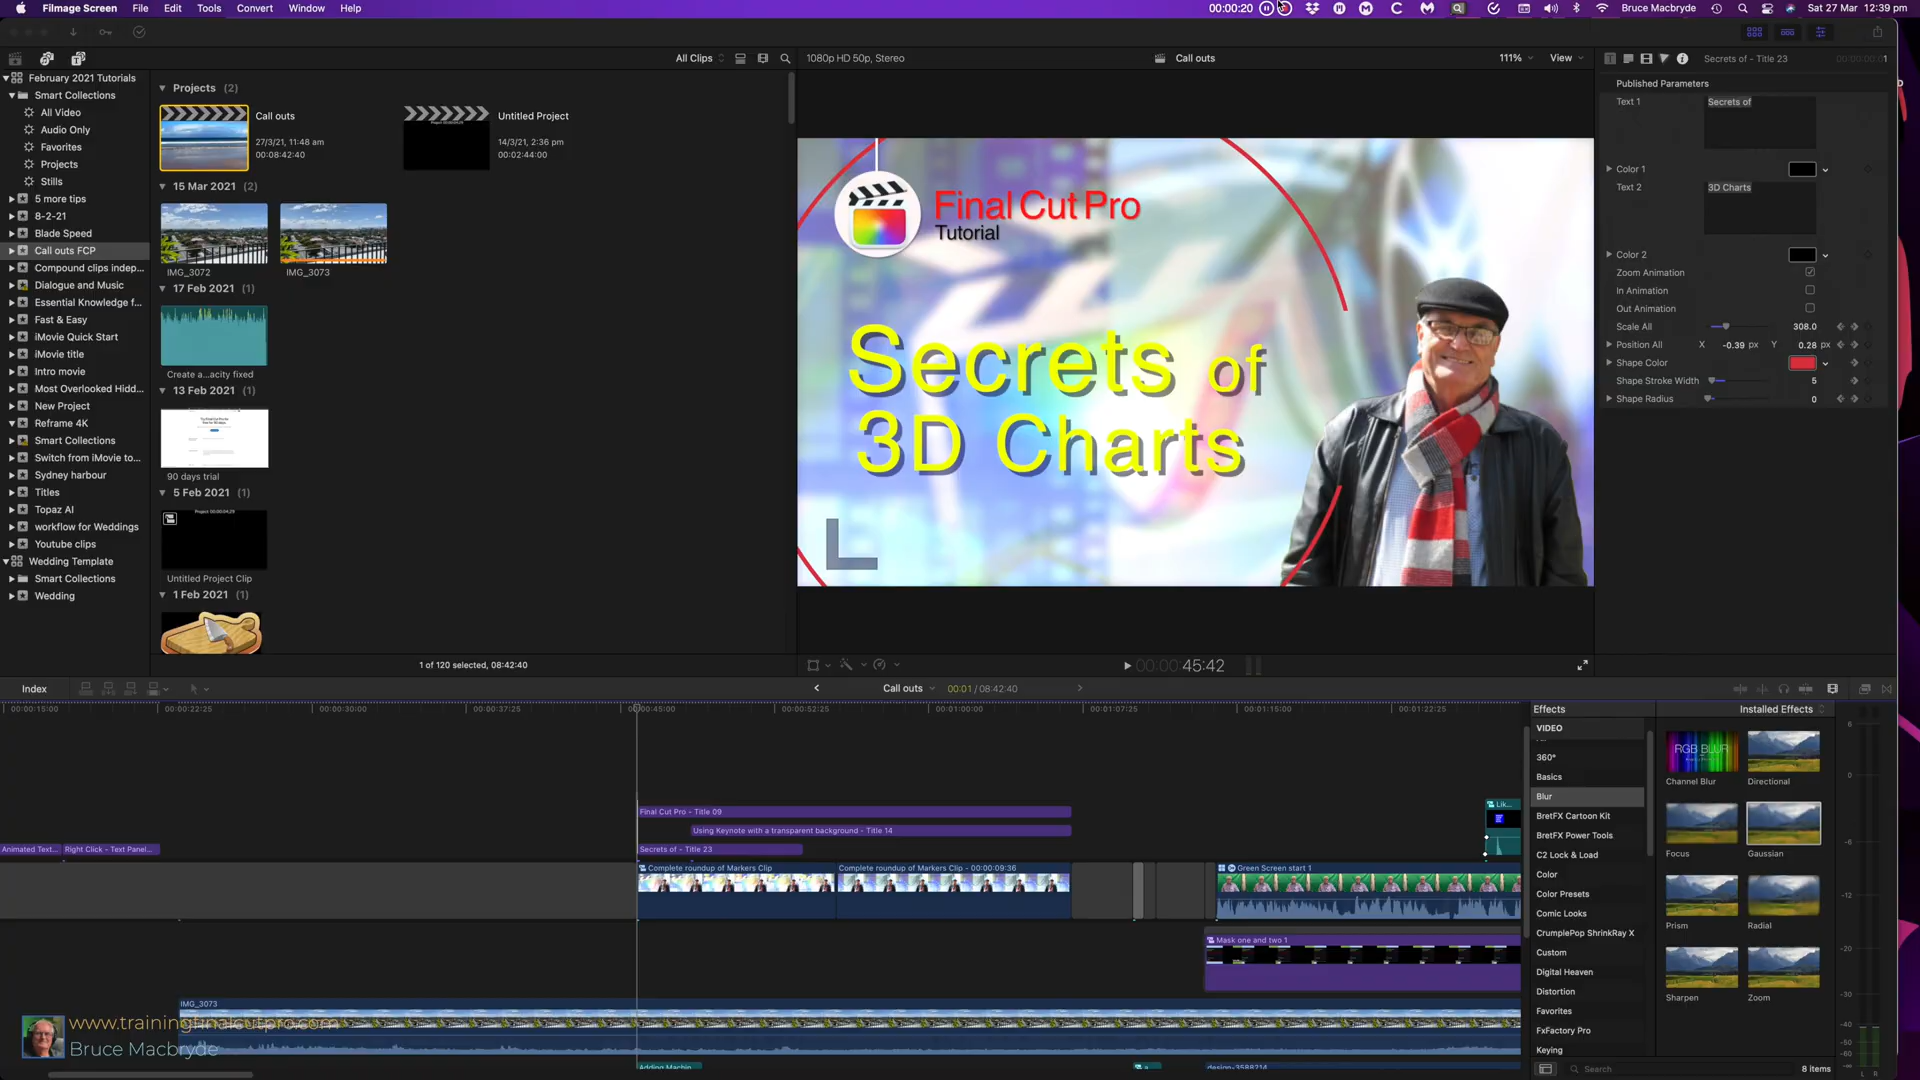 Filmage Screen File Edit Tools Convert Window Help 00:00:20 Bruce Macbryde Sat 27 Mar 12:39 pm
All Clips 1080p HD 50p, Stereo Call outs 111% View Secrets of - Title 23
February 2021 Tutorials
Smart Collections
All Video
Audio Only
Favorites
Projects
Stills
5 more tips
8-2-21
Blade Speed
Call outs FCP
Compound clips indep...
Dialogue and Music
Essential Knowledge f...
Fast & Easy
iMovie Quick Start
iMovie title
Intro movie
Most Overlooked Hidd...
New Project
Reframe 4K
Smart Collections
Switch from iMovie to...
Sydney harbour
Titles
Topaz AI
workflow for Weddings
Youtube clips
Wedding Template
Smart Collections
Wedding
Projects (2)
Call outs
27/3/21, 11:48 am
00:08:42:40
Untitled Project
14/3/21, 2:36 pm
00:02:44:00
15 Mar 2021 (2)
IMG_3072 IMG_3073
17 Feb 2021 (1)
Create a...acity fixed
13 Feb 2021 (1)
90 days trial
5 Feb 2021 (1)
Untitled Project Clip
1 Feb 2021 (1)
1 of 120 selected, 08:42:40
Final Cut Pro
Tutorial
Secrets of
3D Charts
00:00:45:42
Published Parameters
Text 1 Secrets of
Color 1
Text 2 3D Charts
Color 2
Zoom Animation
In Animation
Out Animation
Scale All 308.0
Position All X -0.39 px Y 0.28 px
Shape Color
Shape Stroke Width 5
Shape Radius 0
Index Call outs 00:01 / 08:42:40
00:00:15:00 00:00:22:25 00:00:30:00 00:00:37:25 00:00:45:00 00:00:52:25 00:01:00:00 00:01:07:25 00:01:15:00 00:01:22:25
Final Cut Pro - Title 09
Using Keynote with a transparent background - Title 14
Animated Text... Right Click - Text Panel... Secrets of - Title 23
Lik...
Complete roundup of Markers Clip Complete roundup of Markers Clip - 00:00:09:36 Green Screen start 1
Mask one and two 1
IMG_3073
www.trainingfinalcutpro.com
Bruce Macbryde
Adding Machin
design-3588214
Effects Installed Effects
VIDEO
360°
Basics
Blur
BretFX Cartoon Kit
BretFX Power Tools
C2 Lock & Load
Color
Color Presets
Comic Looks
CrumplePop ShrinkRay X
Custom
Digital Heaven
Distortion
Favorites
FxFactory Pro
Keying
RGB BLUR
Channel Blur Directional
Focus Gaussian
Prism Radial
Sharpen Zoom
Search 8 items
6
0
-6
-12
-20
-30
-40
-50
-60
L R